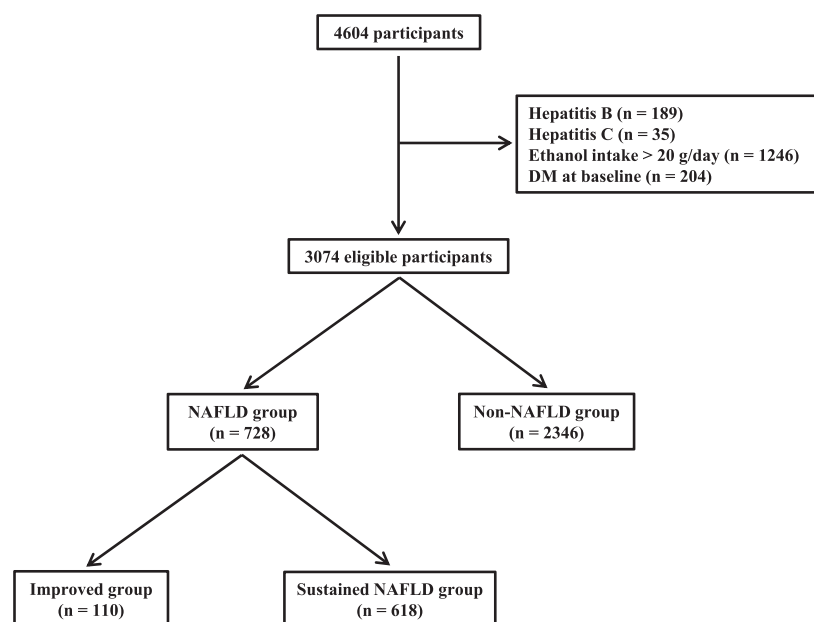 4604 participants
Hepatitis B (n = 189)
Hepatitis C (n = 35)
Ethanol intake > 20 g/day (n = 1246)
DM at baseline (n = 204)
3074 eligible participants
NAFLD group
(n = 728)
Non-NAFLD group
(n = 2346)
Improved group
(n = 110)
Sustained NAFLD group
(n = 618)